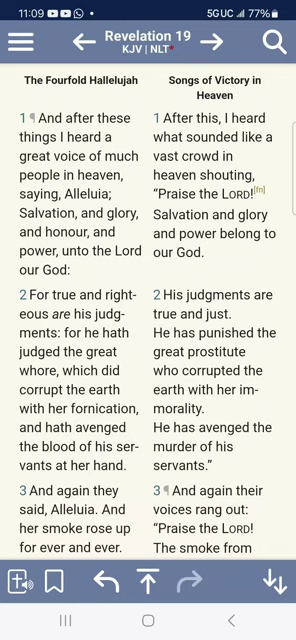 11:09
5G UC 77%
Revelation 19
KJV | NLT*
The Fourfold Hallelujah
1 ¶ And after these
things I heard a
great voice of much
people in heaven,
saying, Alleluia;
Salvation, and glory,
and honour, and
power, unto the Lord
our God:
2 For true and right-
eous are his judg-
ments: for he hath
judged the great
whore, which did
corrupt the earth
with her fornication,
and hath avenged
the blood of his ser-
vants at her hand.
3 And again they
said, Alleluia. And
her smoke rose up
for ever and ever.
Songs of Victory in
Heaven
1 After this, I heard
what sounded like a
vast crowd in
heaven shouting,
“Praise the LORD![fn]
Salvation and glory
and power belong to
our God.
2 His judgments are
true and just.
He has punished the
great prostitute
who corrupted the
earth with her im-
morality.
He has avenged the
murder of his
servants.”
3 ¶ And again their
voices rang out:
“Praise the LORD!
The smoke from